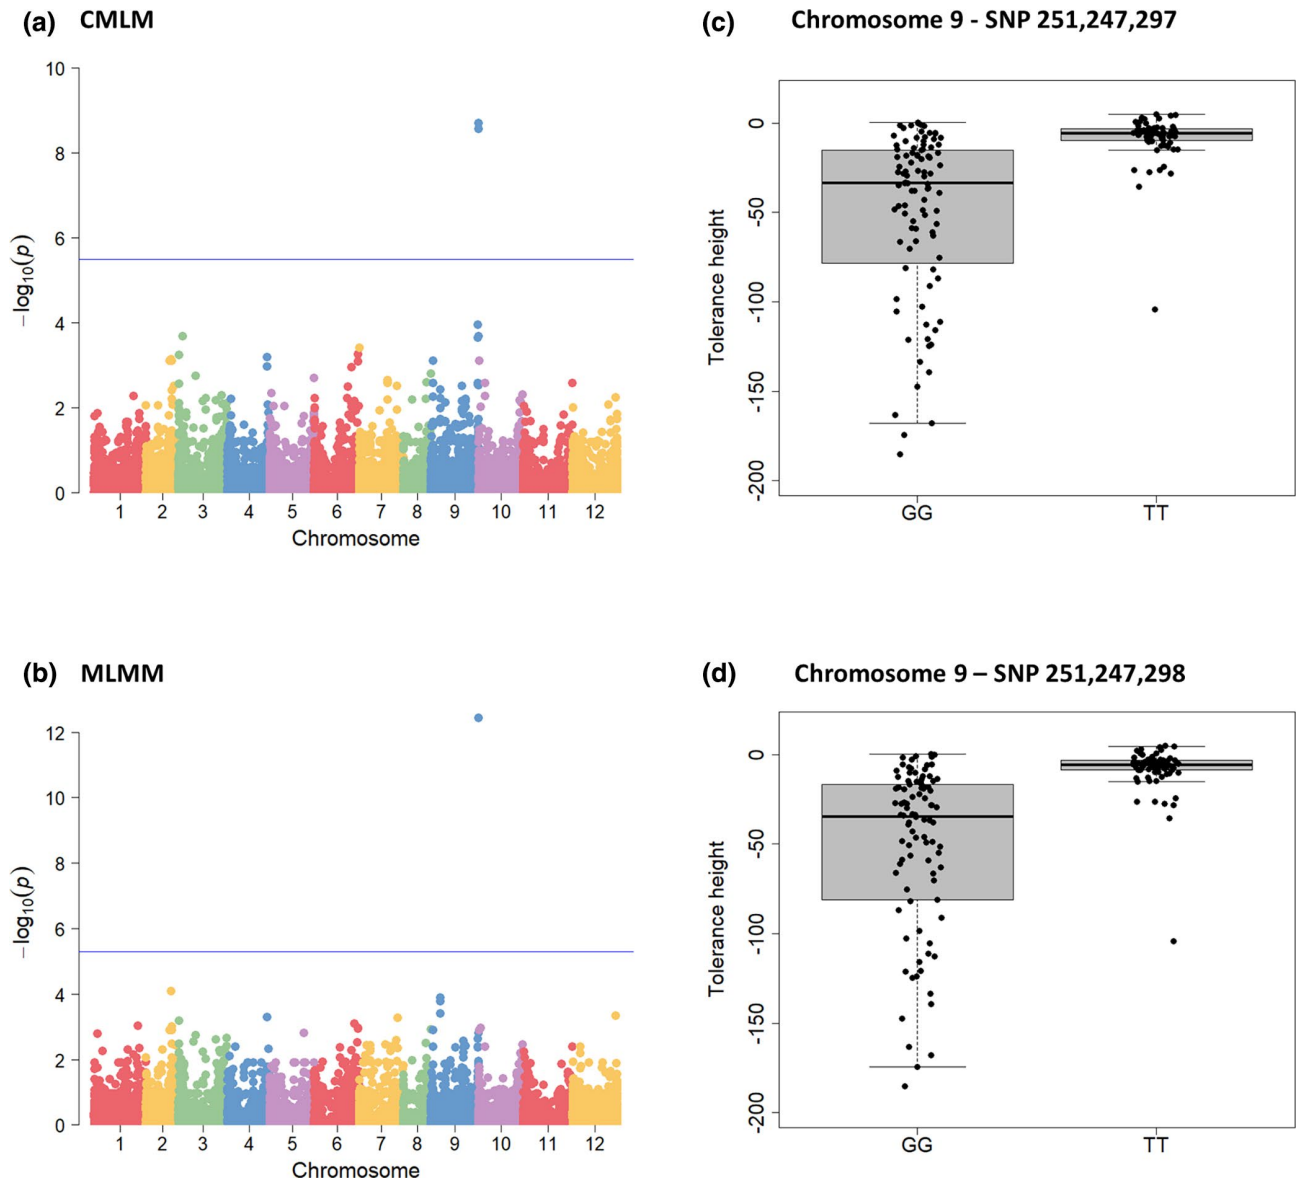 (a) CMLM
10
8
6
4
2
0
−log10(p)
1 2 3 4 5 6 7 8 9 10 11 12
Chromosome
(c) Chromosome 9 - SNP 251,247,297
0
-50
-100
-150
-200
Tolerance height
GG TT
(b) MLMM
12
10
8
6
4
2
0
−log10(p)
1 2 3 4 5 6 7 8 9 10 11 12
Chromosome
(d) Chromosome 9 – SNP 251,247,298
0
-50
-100
-150
-200
Tolerance height
GG TT